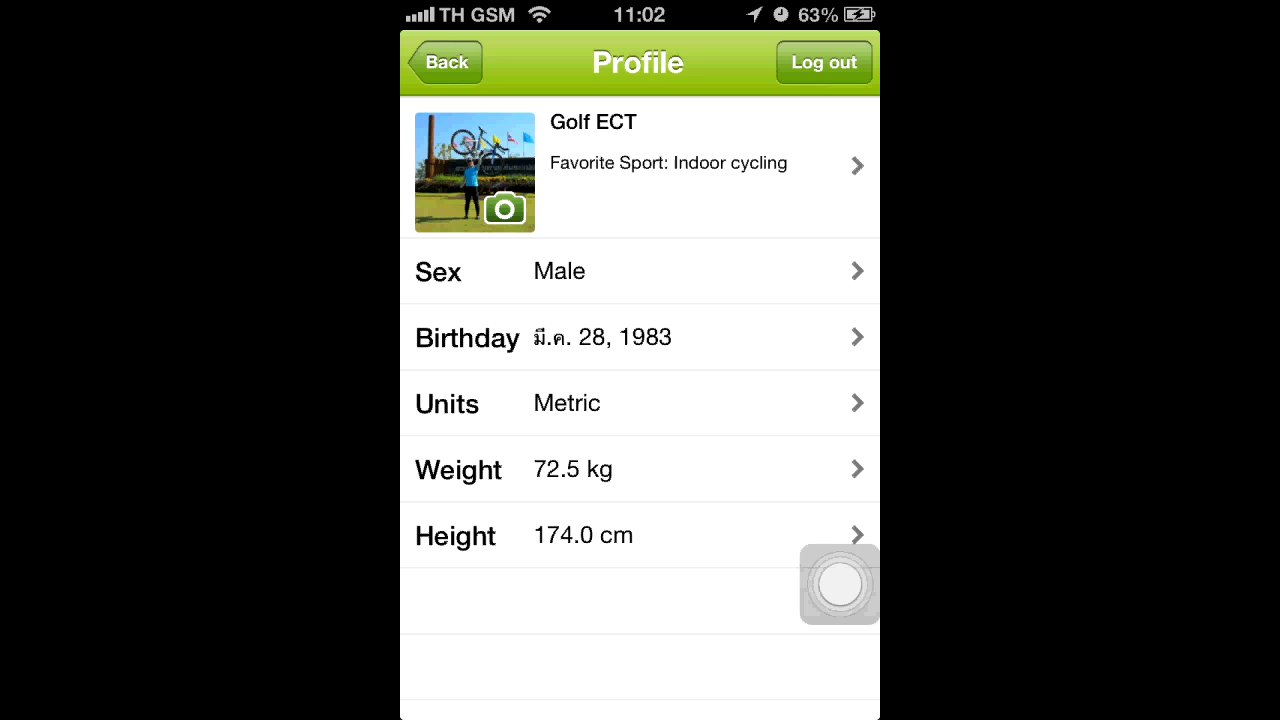 TH GSM 11:02 63%
Back Profile Log out
Golf ECT
Favorite Sport: Indoor cycling
Sex Male
Birthday มี.ค. 28, 1983
Units Metric
Weight 72.5 kg
Height 174.0 cm